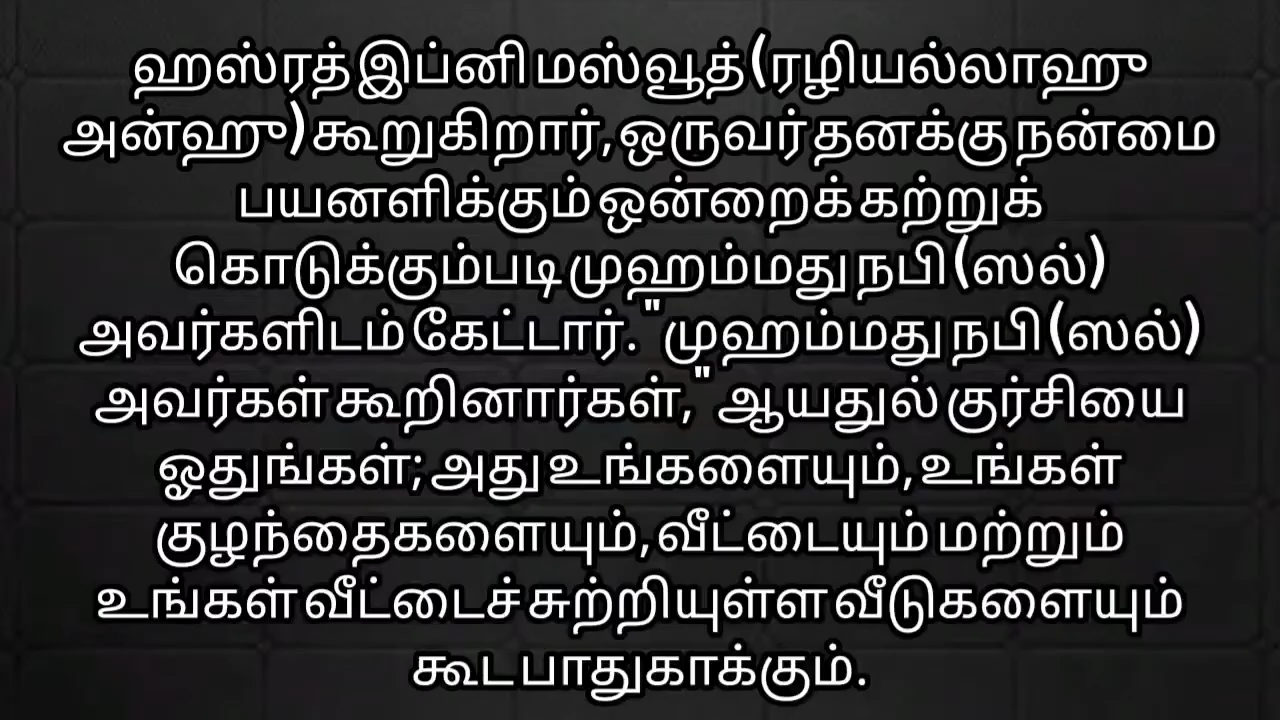 ஹஸ்ரத் இப்னி மஸ்வூத் (ரழியல்லாஹு
அன்ஹு) கூறுகிறார், ஒருவர் தனக்கு நன்மை
பயனளிக்கும் ஒன்றைக் கற்றுக்
கொடுக்கும்படி முஹம்மது நபி (ஸல்)
அவர்களிடம் கேட்டார். "முஹம்மது நபி (ஸல்)
அவர்கள் கூறினார்கள்," ஆயதுல் குர்சியை
ஓதுங்கள்; அது உங்களையும், உங்கள்
குழந்தைகளையும், வீட்டையும் மற்றும்
உங்கள் வீட்டைச் சுற்றியுள்ள வீடுகளையும்
கூட பாதுகாக்கும்.